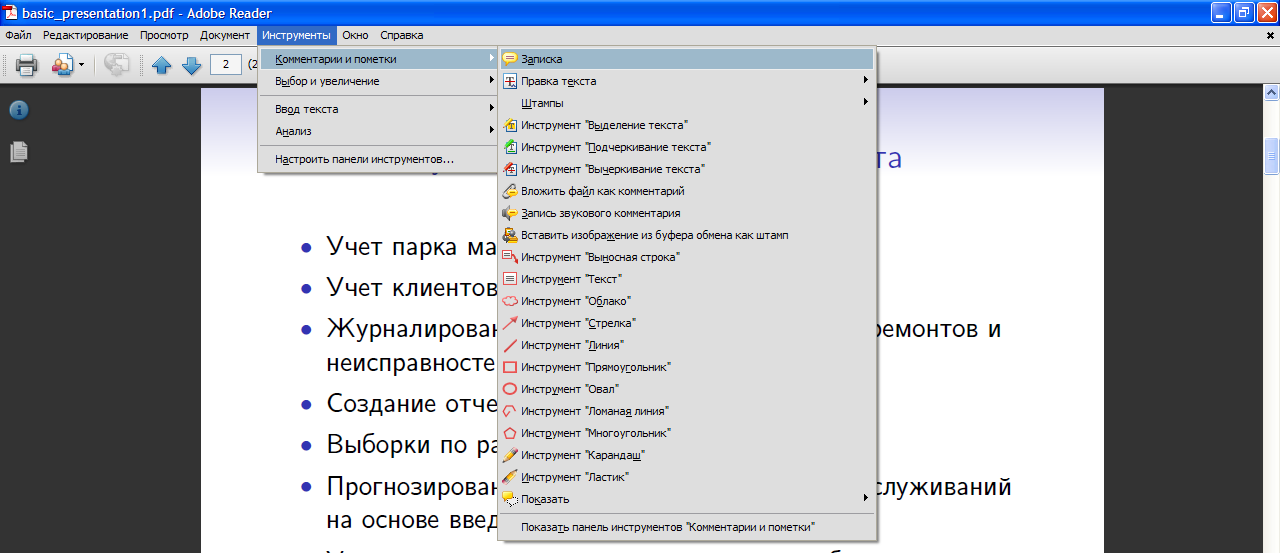 basic_presentation1.pdf - Adobe Reader
Файл Редактирование Просмотр Документ Инструменты Окно Справка
2 (2
Комментарии и пометки
Выбор и увеличение
Ввод текста
Анализ
Настроить панели инструментов...
Записка
Правка текста
Штампы
Инструмент "Выделение текста"
Инструмент "Подчеркивание текста"
Инструмент "Вычеркивание текста"
Вложить файл как комментарий
Запись звукового комментария
Вставить изображение из буфера обмена как штамп
Инструмент "Выносная строка"
Инструмент "Текст"
Инструмент "Облако"
Инструмент "Стрелка"
Инструмент "Линия"
Инструмент "Прямоугольник"
Инструмент "Овал"
Инструмент "Ломаная линия"
Инструмент "Многоугольник"
Инструмент "Карандаш"
Инструмент "Ластик"
Показать
Показать панель инструментов "Комментарии и пометки"
та
• Учет парка ма
• Учет клиентов
• Журналирован ремонтов и
неисправносте
• Создание отче
• Выборки по ра
• Прогнозирован служиваний
на основе введ